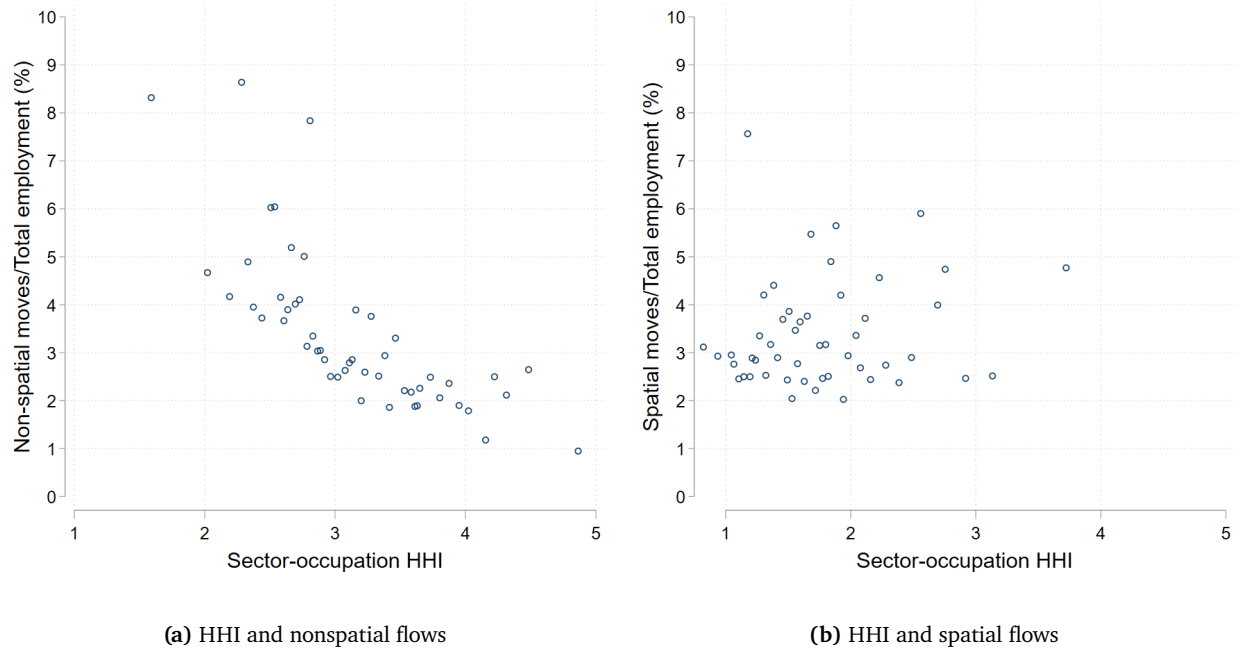 10
9
8
7
6
5
4
3
2
1
0
Non-spatial moves/Total employment (%)
1 2 3 4 5
Sector-occupation HHI
(a) HHI and nonspatial flows
10
9
8
7
6
5
4
3
2
1
0
Spatial moves/Total employment (%)
1 2 3 4 5
Sector-occupation HHI
(b) HHI and spatial flows